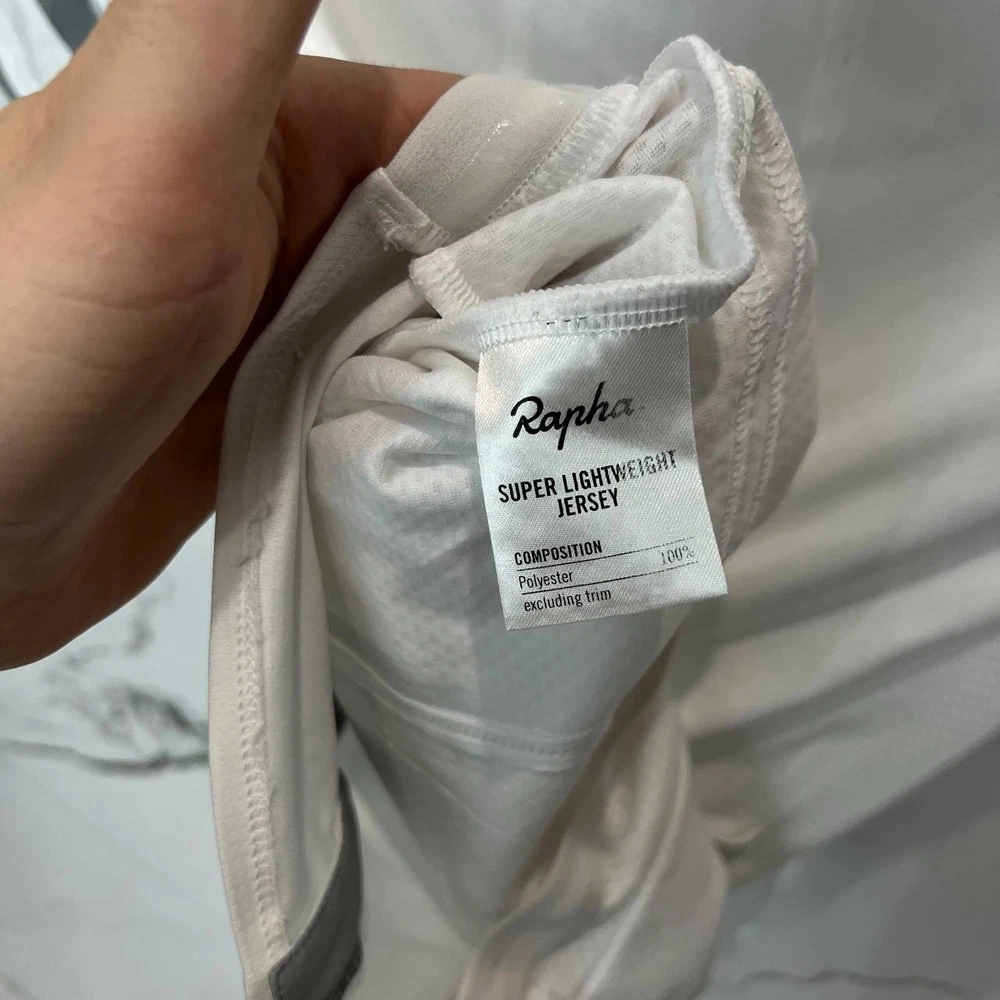 Rapha
SUPER LIGHTWEIGHT
JERSEY
COMPOSITION
Polyester 100%
excluding trim